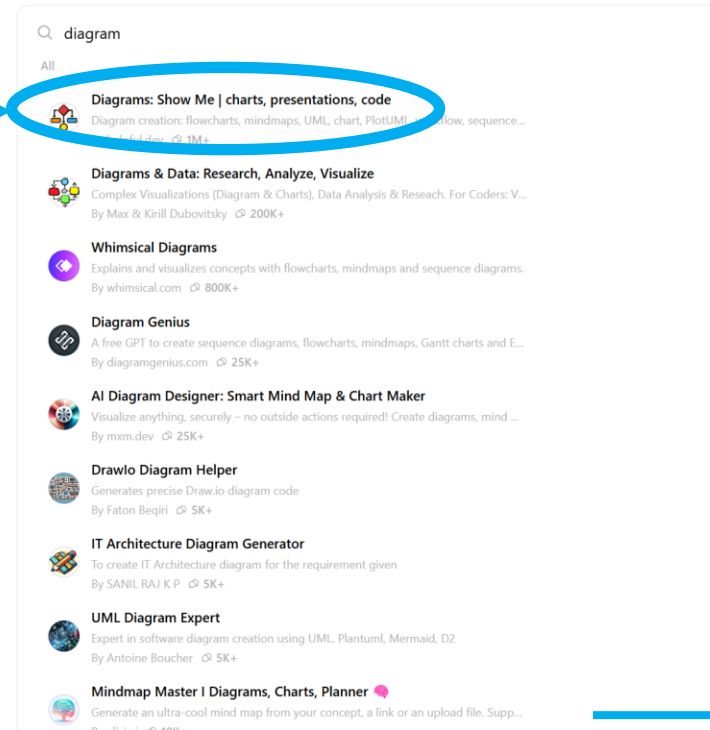 diagram
All
Diagrams: Show Me | charts, presentations, code
Diagram creation: flowcharts, mindmaps, UML, chart, PlotUML, sequence...
1M+
Diagrams & Data: Research, Analyze, Visualize
Complex Visualizations (Diagram & Charts), Data Analysis & Reseach. For Coders: V...
By Max & Kirill Dubovitsky 200K+
Whimsical Diagrams
Explains and visualizes concepts with flowcharts, mindmaps and sequence diagrams.
By whimsical.com 800K+
Diagram Genius
A free GPT to create sequence diagrams, flowcharts, mindmaps, Gantt charts and E...
By diagramgenius.com 25K+
AI Diagram Designer: Smart Mind Map & Chart Maker
Visualize anything, securely – no outside actions required! Create diagrams, mind ...
By mxm.dev 25K+
DrawIo Diagram Helper
Generates precise Draw.io diagram code
By Faton Beqiri 5K+
IT Architecture Diagram Generator
To create IT Architecture diagram for the requirement given
By SANIL RAJ K P 5K+
UML Diagram Expert
Expert in software diagram creation using UML. Plantuml, Mermaid, D2
By Antoine Boucher 5K+
Mindmap Master I Diagrams, Charts, Planner 🧠
Generate an ultra-cool mind map from your concept, a link or an upload file. Supp...